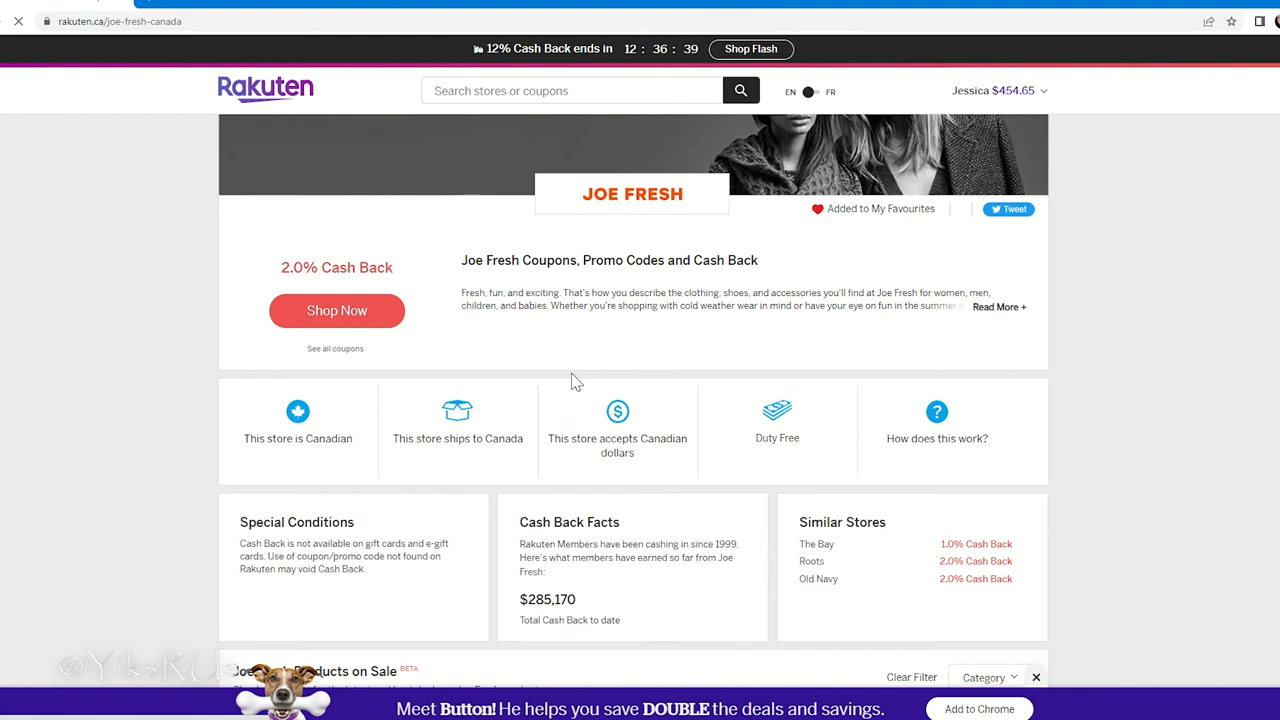 rakuten.ca/joe-fresh-canada
12% Cash Back ends in 12 : 36 : 39 Shop Flash
Rakuten
Search stores or coupons
EN FR
Jessica $454.65
JOE FRESH
Added to My Favourites
Tweet
2.0% Cash Back
Shop Now
See all coupons
Joe Fresh Coupons, Promo Codes and Cash Back
Fresh, fun, and exciting. That's how you describe the clothing, shoes, and accessories you'll find at Joe Fresh for women, men,
children, and babies. Whether you're shopping with cold weather wear in mind or have your eye on fun in the summer Read More +
This store is Canadian
This store ships to Canada
This store accepts Canadian
dollars
Duty Free
How does this work?
Special Conditions
Cash Back is not available on gift cards and e-gift
cards. Use of coupon/promo code not found on
Rakuten may void Cash Back.
Cash Back Facts
Rakuten Members have been cashing in since 1999.
Here's what members have earned so far from Joe
Fresh:
$285,170
Total Cash Back to date
Similar Stores
The Bay 1.0% Cash Back
Roots 2.0% Cash Back
Old Navy 2.0% Cash Back
on Sale BETA
Clear Filter
Category
Meet Button! He helps you save DOUBLE the deals and savings.
Add to Chrome